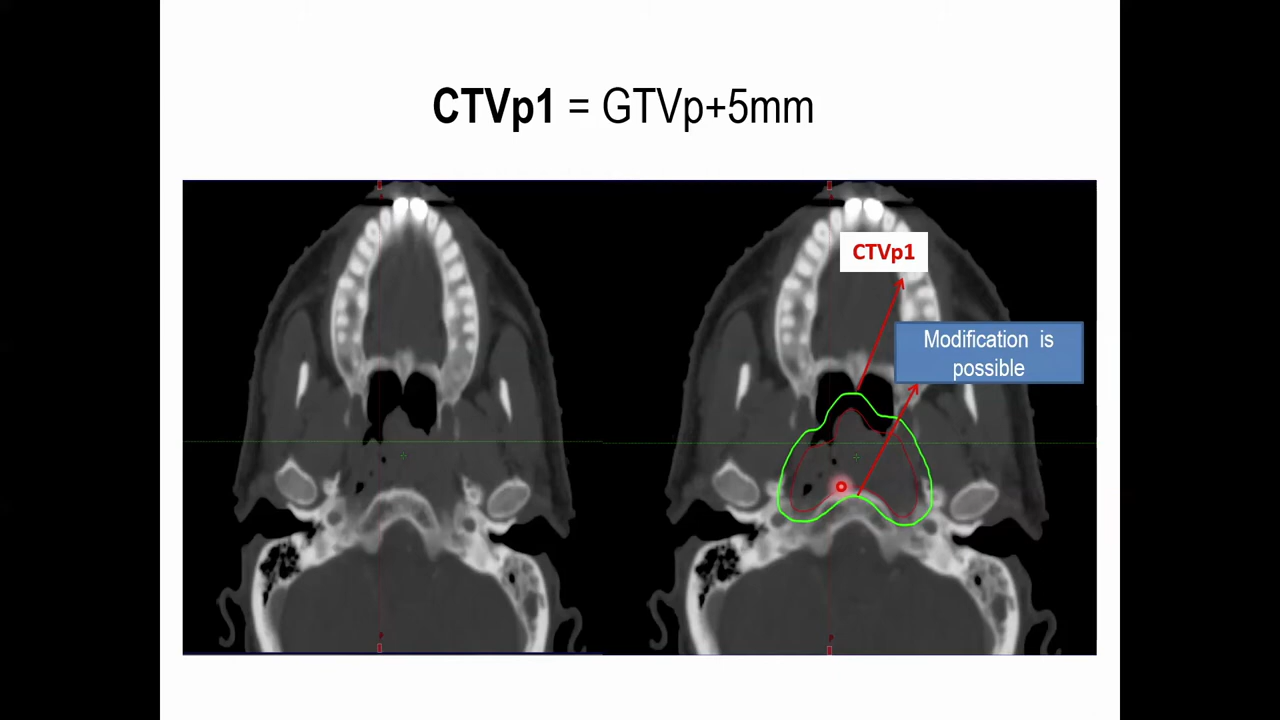 CTVp1 = GTVp+5mm
CTVp1
Modification is
possible